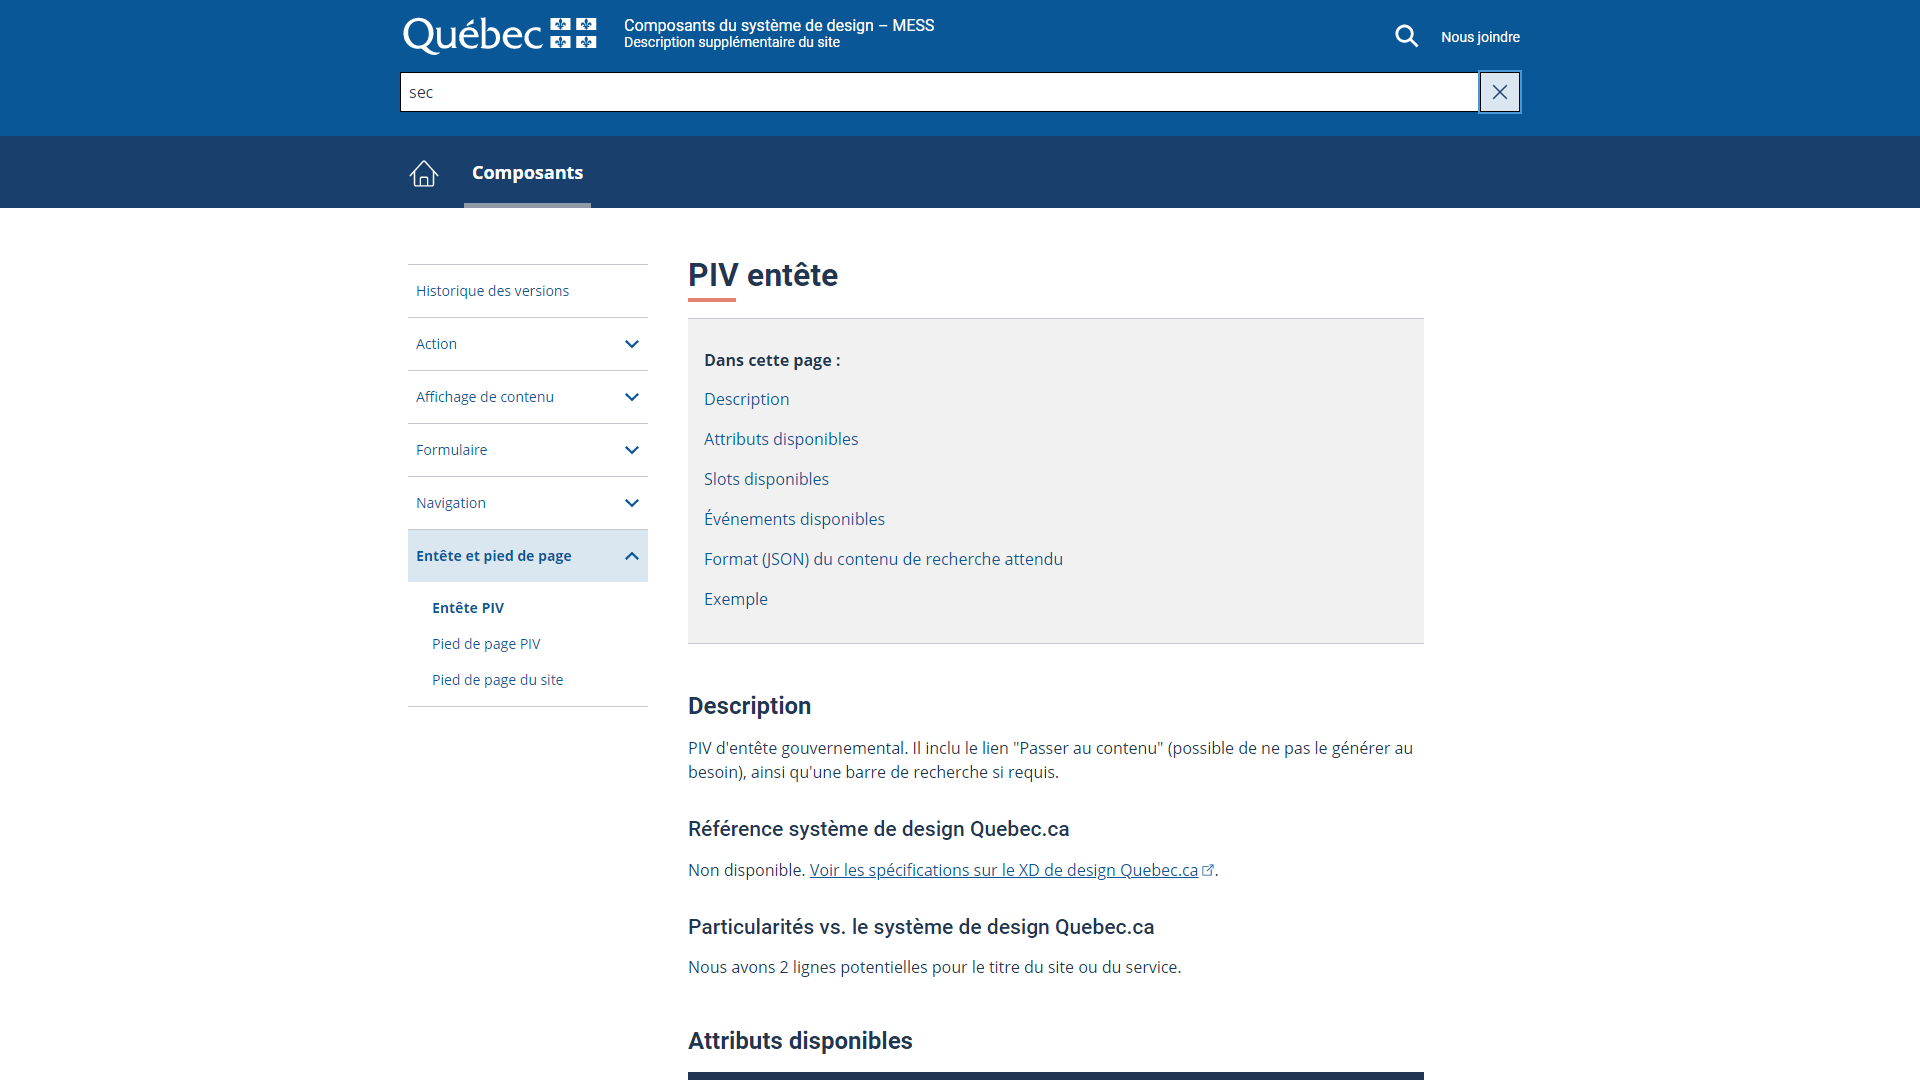 Québec
Composants du système de design – MESS
Description supplémentaire du site
Nous joindre
sec
Composants
Historique des versions
Action
Affichage de contenu
Formulaire
Navigation
Entête et pied de page
Entête PIV
Pied de page PIV
Pied de page du site
PIV entête
Dans cette page :
Description
Attributs disponibles
Slots disponibles
Événements disponibles
Format (JSON) du contenu de recherche attendu
Exemple
Description
PIV d'entête gouvernemental. Il inclu le lien "Passer au contenu" (possible de ne pas le générer au
besoin), ainsi qu'une barre de recherche si requis.
Référence système de design Quebec.ca
Non disponible. Voir les spécifications sur le XD de design Quebec.ca.
Particularités vs. le système de design Quebec.ca
Nous avons 2 lignes potentielles pour le titre du site ou du service.
Attributs disponibles